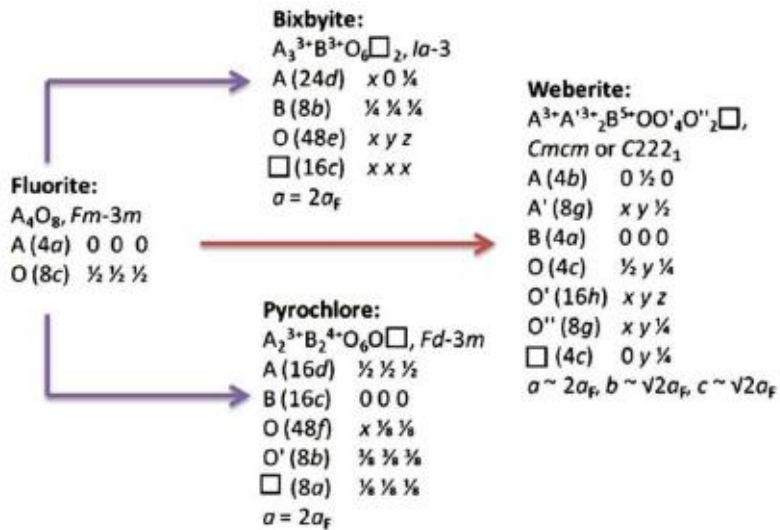 Bixbyite:
A₃³⁺B³⁺O₆□₂, Ia-3
A (24d) x 0 ¼
B (8b) ¼ ¼ ¼
O (48e) x y z
□ (16c) x x x
a = 2a_F
Fluorite:
A₄O₈, Fm-3m
A (4a) 0 0 0
O (8c) ½ ½ ½
Pyrochlore:
A₂³⁺B₂⁴⁺O₆O□, Fd-3m
A (16d) ½ ½ ½
B (16c) 0 0 0
O (48f) x ⅛ ⅛
O' (8b) ⅜ ⅜ ⅜
□ (8a) ⅛ ⅛ ⅛
a = 2a_F
Weberite:
A³⁺A'³⁺₂B⁵⁺OO'₄O''₂□,
Cmcm or C222₁
A (4b) 0 ½ 0
A' (8g) x y ½
B (4a) 0 0 0
O (4c) ½ y ¼
O' (16h) x y z
O'' (8g) x y ¼
□ (4c) 0 y ¼
a ~ 2a_F, b ~ √2a_F, c ~ √2a_F